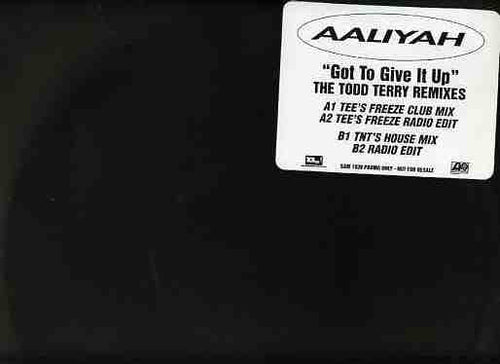 AALIYAH
"Got To Give It Up"
THE TODD TERRY REMIXES
A1 TEE'S FREEZE CLUB MIX
A2 TEE'S FREEZE RADIO EDIT
B1 TNT'S HOUSE MIX
B2 RADIO EDIT
PROMO ONLY - NOT FOR RESALE